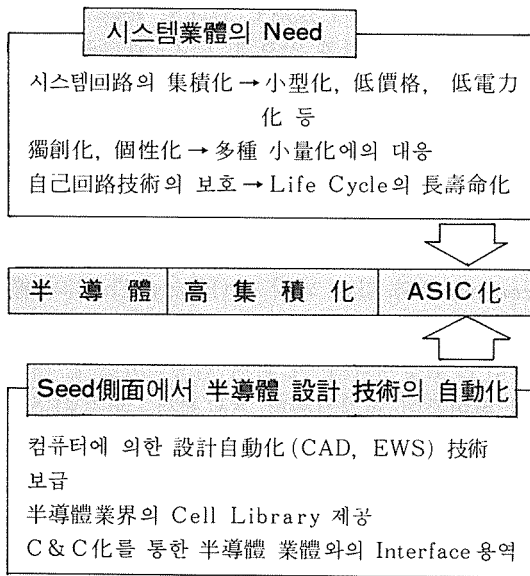 시스템業體의 Need
시스템回路의 集積化 → 小型化, 低價格, 低電力
化 등
獨創化, 個性化 → 多種 小量化에의 대응
自己回路技術의 보호 → Life Cycle의 長壽命化
半 導 體 高 集 積 化 ASIC化
Seed側面에서 半導體 設計 技術의 自動化
컴퓨터에 의한 設計自動化 (CAD, EWS) 技術
보급
半導體業界의 Cell Library 제공
C & C化를 통한 半導體 業體와의 Interface 용역